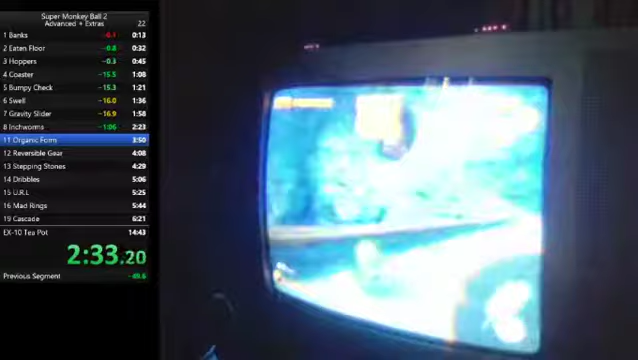 Super Monkey Ball 2
Advanced + Extras 22
1 Banks 0:13
2 Eaten Floor −0.8 0:32
3 Hoppers −0.3 0:45
4 Coaster −15.5 1:08
5 Bumpy Check −15.3 1:21
6 Swell −16.0 1:36
7 Gravity Slider −16.9 1:58
8 Inchworms −1:06 2:23
11 Organic Form 3:50
12 Reversible Gear 4:08
13 Stepping Stones 4:29
14 Dribbles 5:06
15 U.R.L 5:25
16 Mad Rings 5:44
19 Cascade 6:21
EX-10 Tea Pot 14:43
2:33.20
Previous Segment −49.6